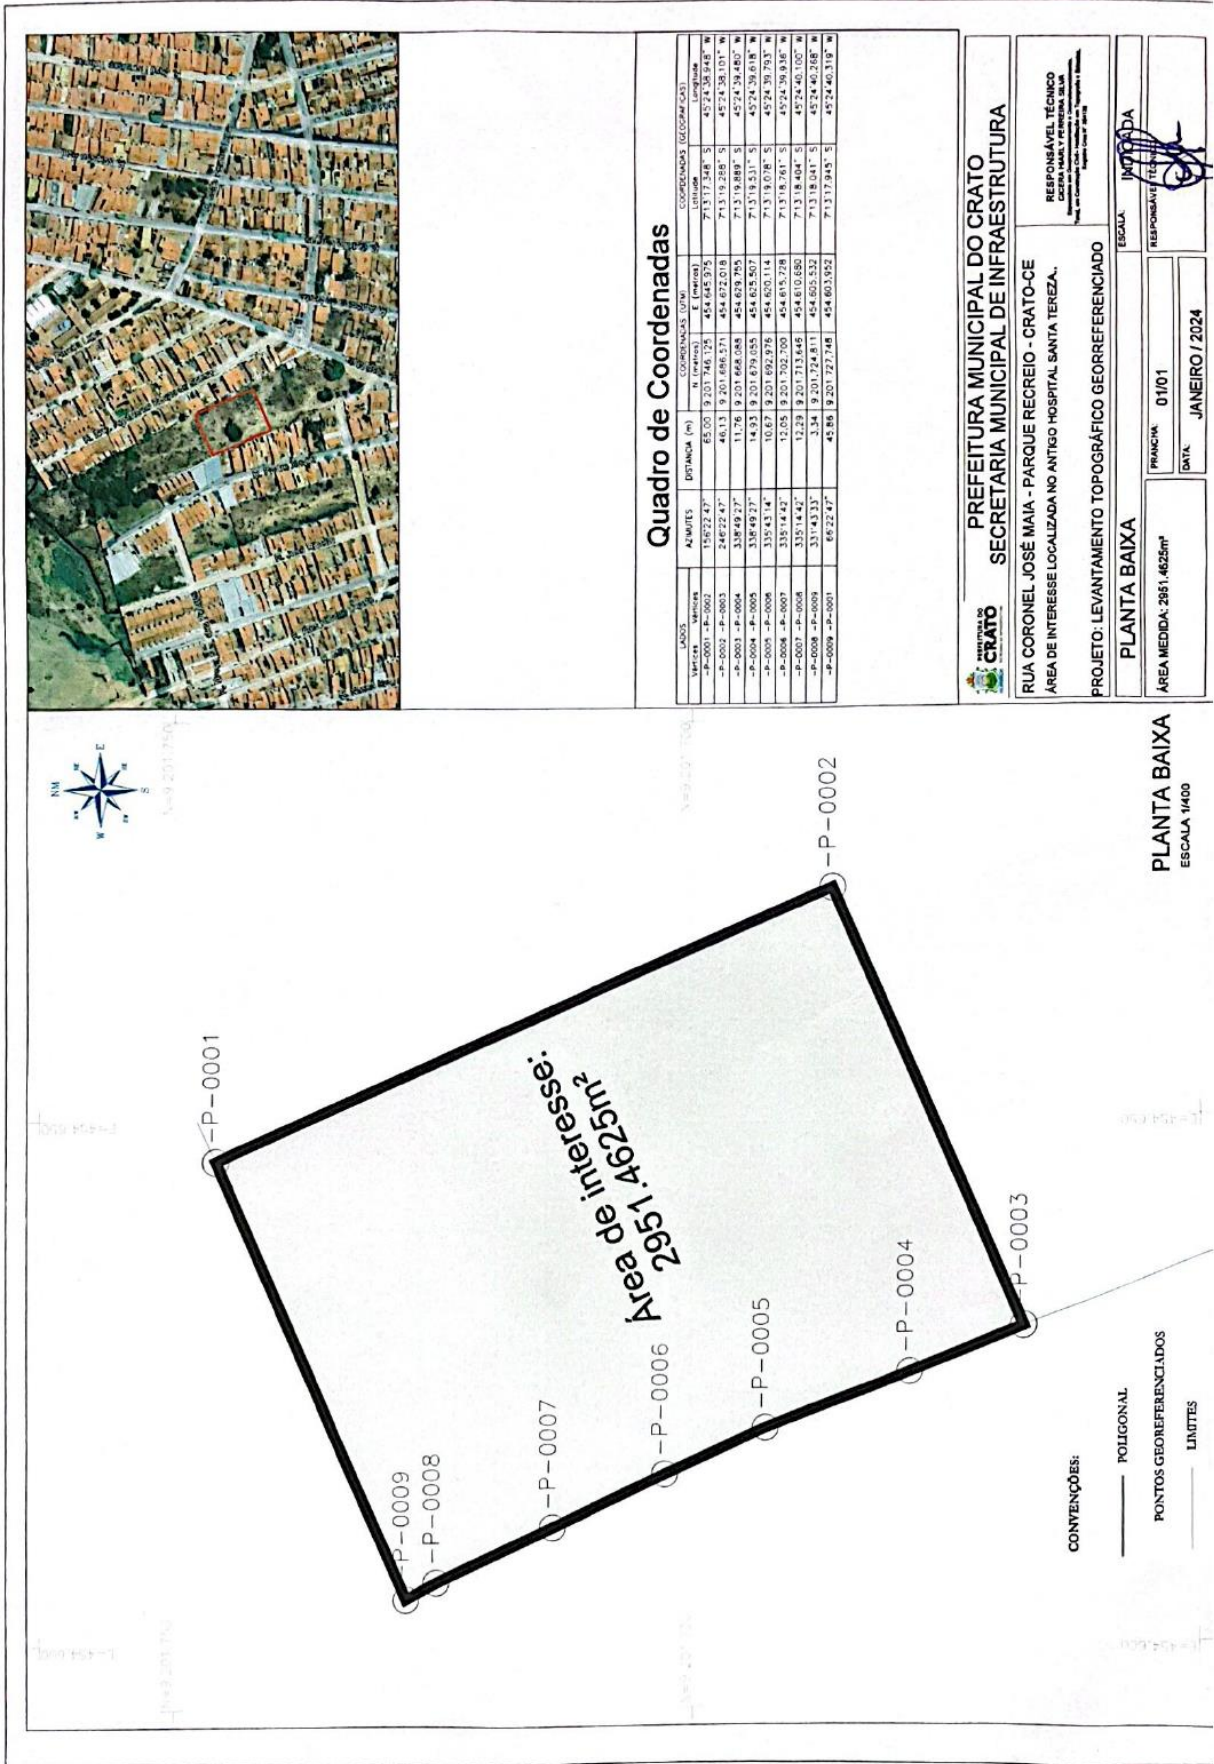 NM
E
S
W
-P-0001
-P-0002
P-0003
-P-0004
-P-0005
-P-0006
-P-0007
-P-0008
-P-0009
Área de interesse:
2951.4625m²
CONVENÇÕES:
POLIGONAL
PONTOS GEOREFERENCIADOS
LIMITES
PLANTA BAIXA
ESCALA 1/400
Quadro de Coordenadas
LADOS AZIMUTES DISTANCIA (m) COORDENADAS (UTM) COORDENADAS (GEOGRAFICAS)
Vertices Vertices N (metros) E (metros) Latitude Longitude
-P-0001 -P-0002 156°22'47" 65,00 9 201 746,125 454 645,975 7°13'17,348" S 45°24'38,948" W
-P-0002 -P-0003 246°22'47" 46,13 9 201 686,571 454 672,018 7°13'19,288" S 45°24'38,101" W
-P-0003 -P-0004 338°49'27" 11,76 9 201 668,088 454 629,755 7°13'19,889" S 45°24'39,480" W
-P-0004 -P-0005 338°49'27" 14,93 9 201 679,055 454 625,507 7°13'19,531" S 45°24'39,618" W
-P-0005 -P-0006 335°43'14" 10,67 9 201 692,976 454 620,114 7°13'19,078" S 45°24'39,793" W
-P-0006 -P-0007 335°14'42" 12,05 9 201 702,700 454 615,728 7°13'18,761" S 45°24'39,936" W
-P-0007 -P-0008 335°14'42" 12,29 9 201 713,646 454 610,680 7°13'18,404" S 45°24'40,100" W
-P-0008 -P-0009 331°43'33" 3,34 9 201 724,811 454 605,532 7°13'18,041" S 45°24'40,268" W
-P-0009 -P-0001 66°22'47" 45,86 9 201 727,748 454 603,952 7°13'17,945" S 45°24'40,319" W
PREFEITURA DO
CRATO
PREFEITURA MUNICIPAL DO CRATO
SECRETARIA MUNICIPAL DE INFRAESTRUTURA
RUA CORONEL JOSÉ MAIA - PARQUE RECREIO - CRATO-CE
ÁREA DE INTERESSE LOCALIZADA NO ANTIGO HOSPITAL SANTA TEREZA.
PROJETO: LEVANTAMENTO TOPOGRÁFICO GEORREFERENCIADO
RESPONSÁVEL TÉCNICO
CICERA MARLY FERREIRA SILVA
PLANTA BAIXA
ESCALA: INDICADA
ÁREA MEDIDA: 2951.4625m²
PRANCHA: 01/01
DATA: JANEIRO / 2024
RESPONSÁVEL TÉCNICO